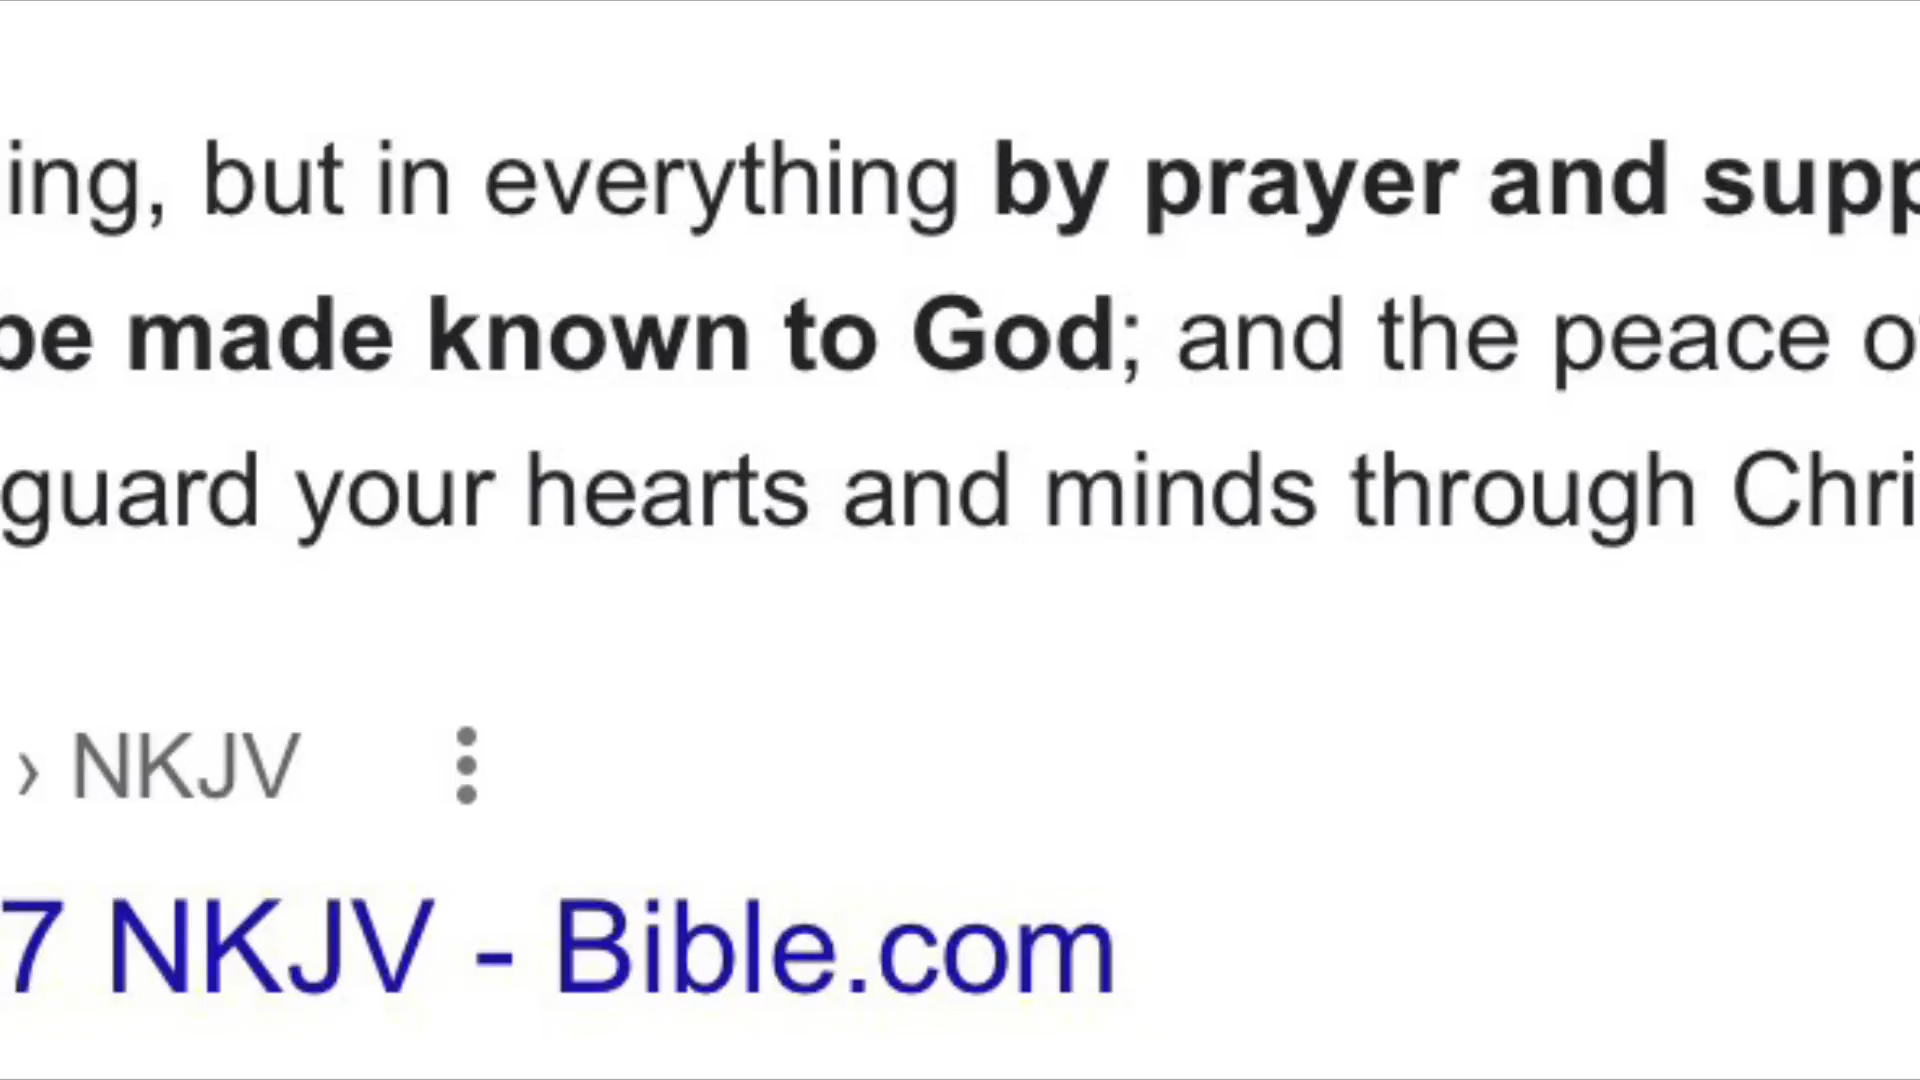 ing, but in everything by prayer and supp
be made known to God; and the peace o
guard your hearts and minds through Chri
› NKJV
7 NKJV - Bible.com